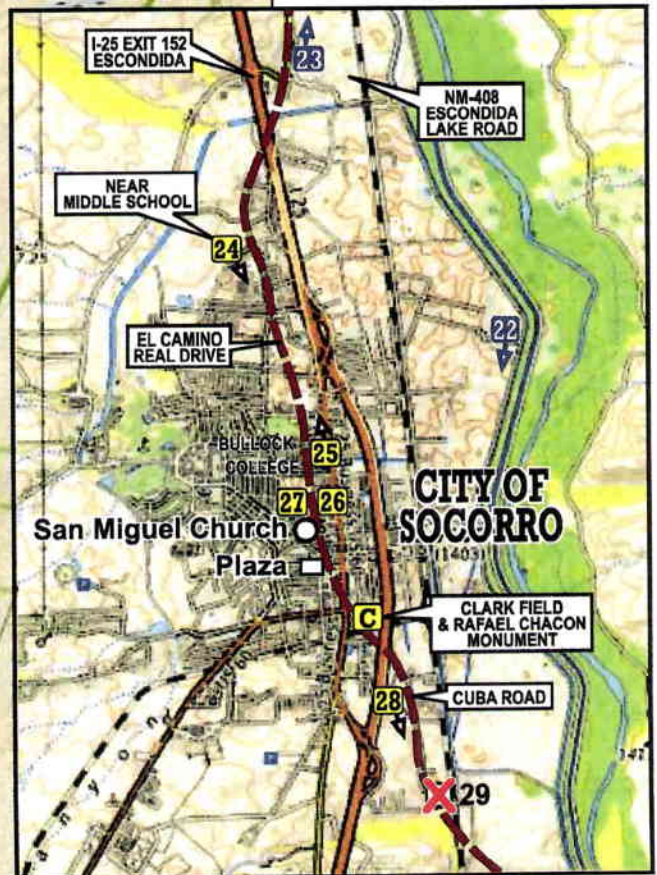 I-25 EXIT 152
ESCONDIDA
23
NM-408
ESCONDIDA
LAKE ROAD
NEAR
MIDDLE SCHOOL
24
EL CAMINO
REAL DRIVE
22
BULLOCK
COLLEGE
25
27
26
CITY OF
SOCORRO
(1403)
San Miguel Church
Plaza
C
CLARK FIELD
& RAFAEL CHACON
MONUMENT
28
CUBA ROAD
147
29